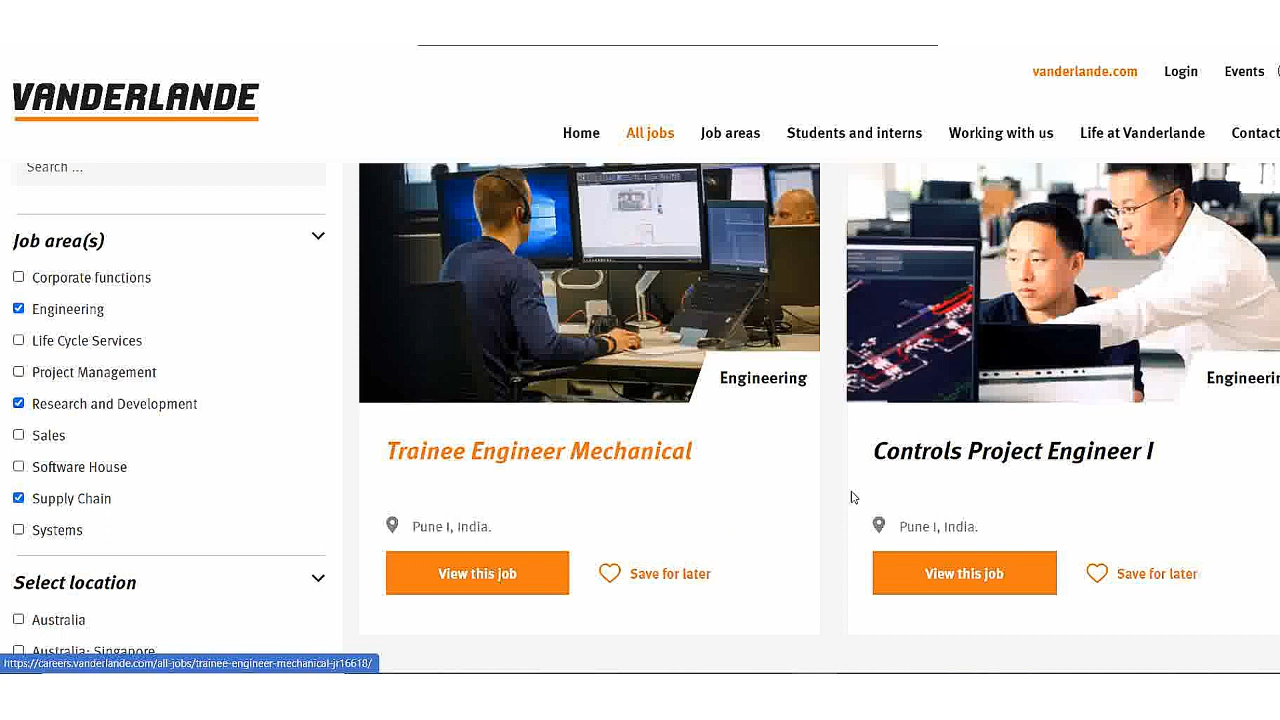 vanderlande.com Login Events
VANDERLANDE
Home All jobs Job areas Students and interns Working with us Life at Vanderlande Contact
Search ...
Job area(s)
Corporate functions
Engineering
Life Cycle Services
Project Management
Research and Development
Sales
Software House
Supply Chain
Systems
Select location
Australia
Australia; Singapore
https://careers.vanderlande.com/all-jobs/trainee-engineer-mechanical-jr16618/
Engineering
Trainee Engineer Mechanical
Pune I, India.
View this job Save for later
Engineerin
Controls Project Engineer I
Pune I, India.
View this job Save for later